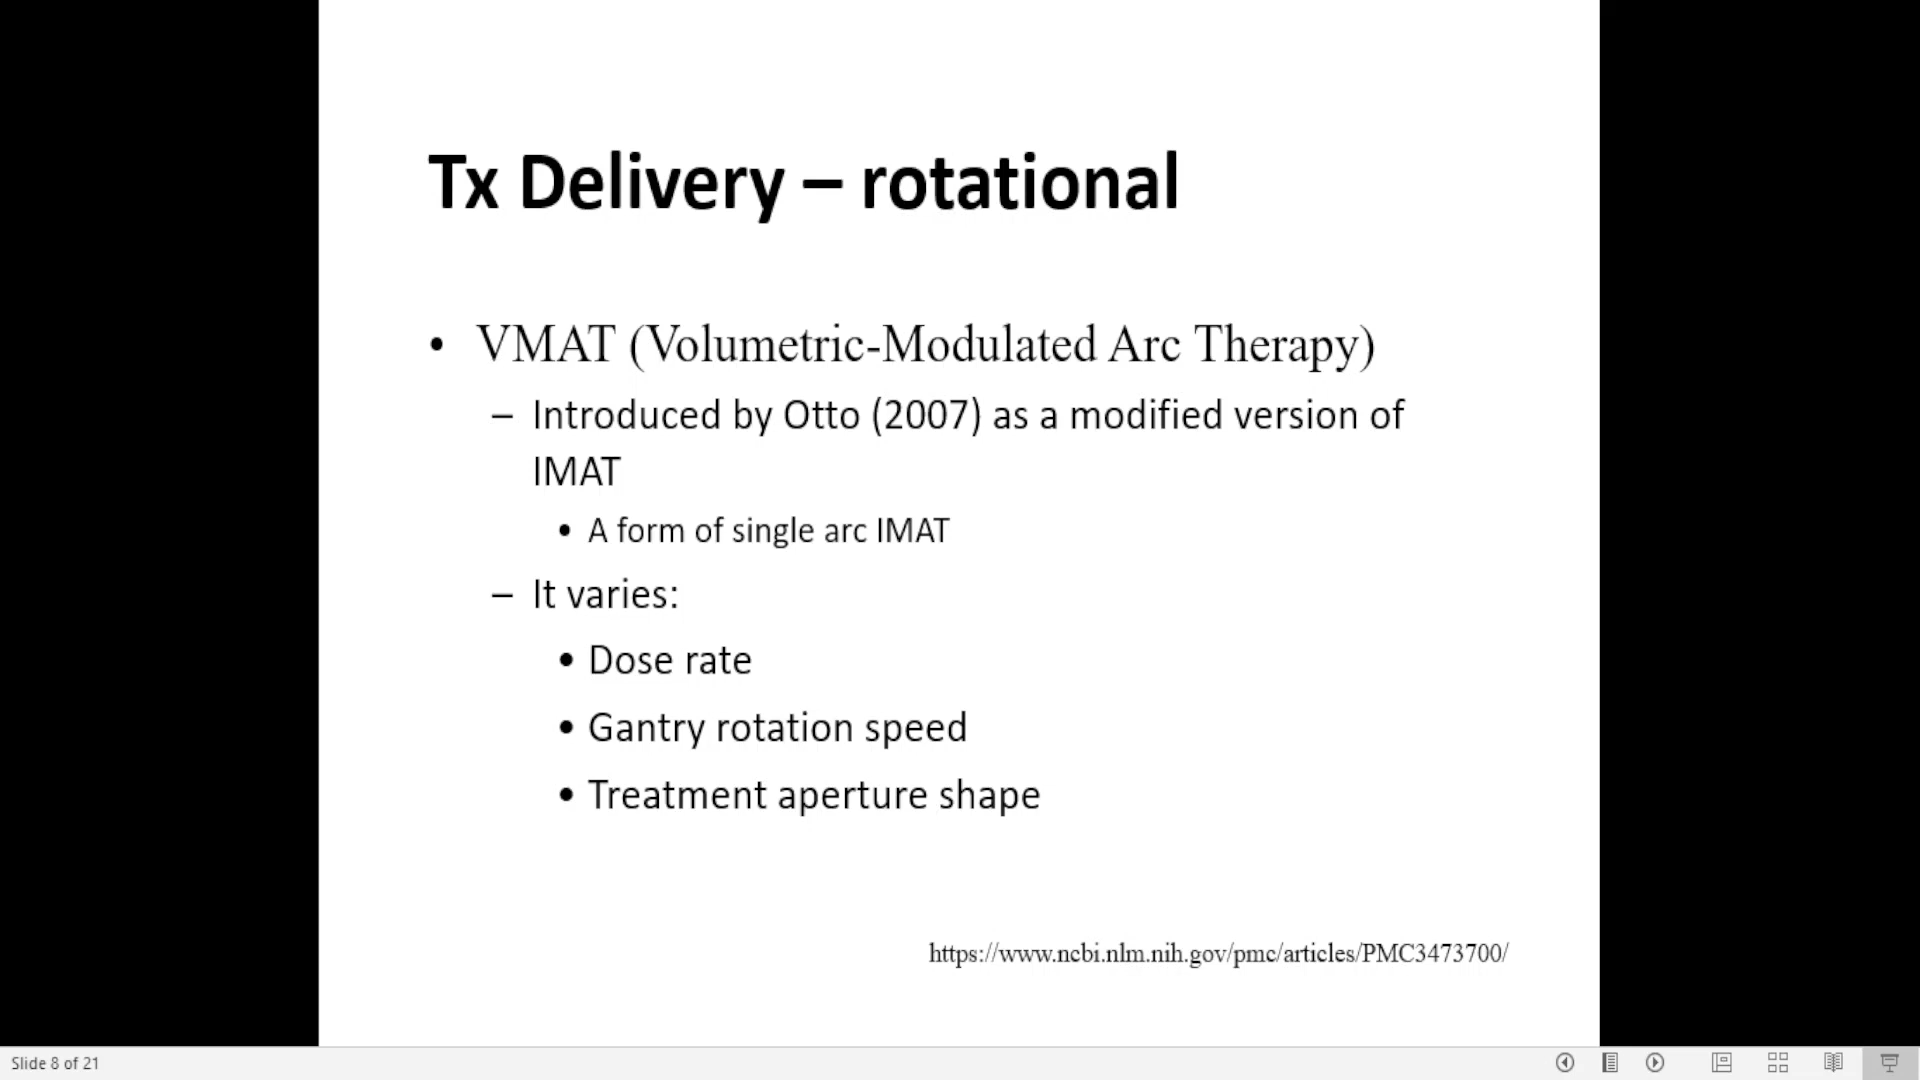 Tx Delivery – rotational
• VMAT (Volumetric-Modulated Arc Therapy)
– Introduced by Otto (2007) as a modified version of
IMAT
• A form of single arc IMAT
– It varies:
• Dose rate
• Gantry rotation speed
• Treatment aperture shape
https://www.ncbi.nlm.nih.gov/pmc/articles/PMC3473700/
Slide 8 of 21